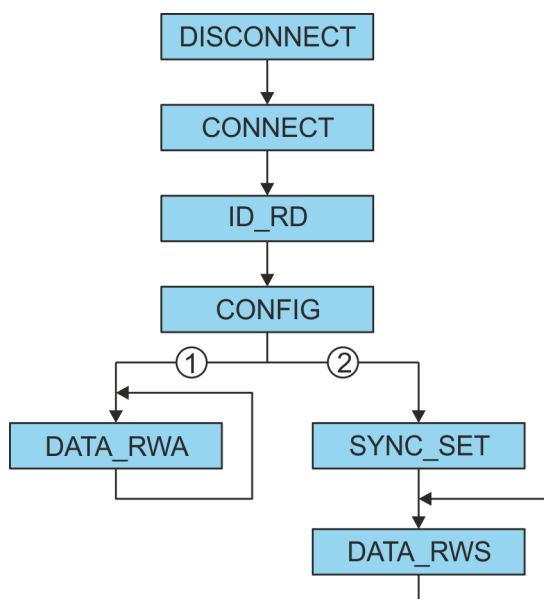 DISCONNECT
CONNECT
ID_RD
CONFIG
1
2
DATA_RWA
SYNC_SET
DATA_RWS